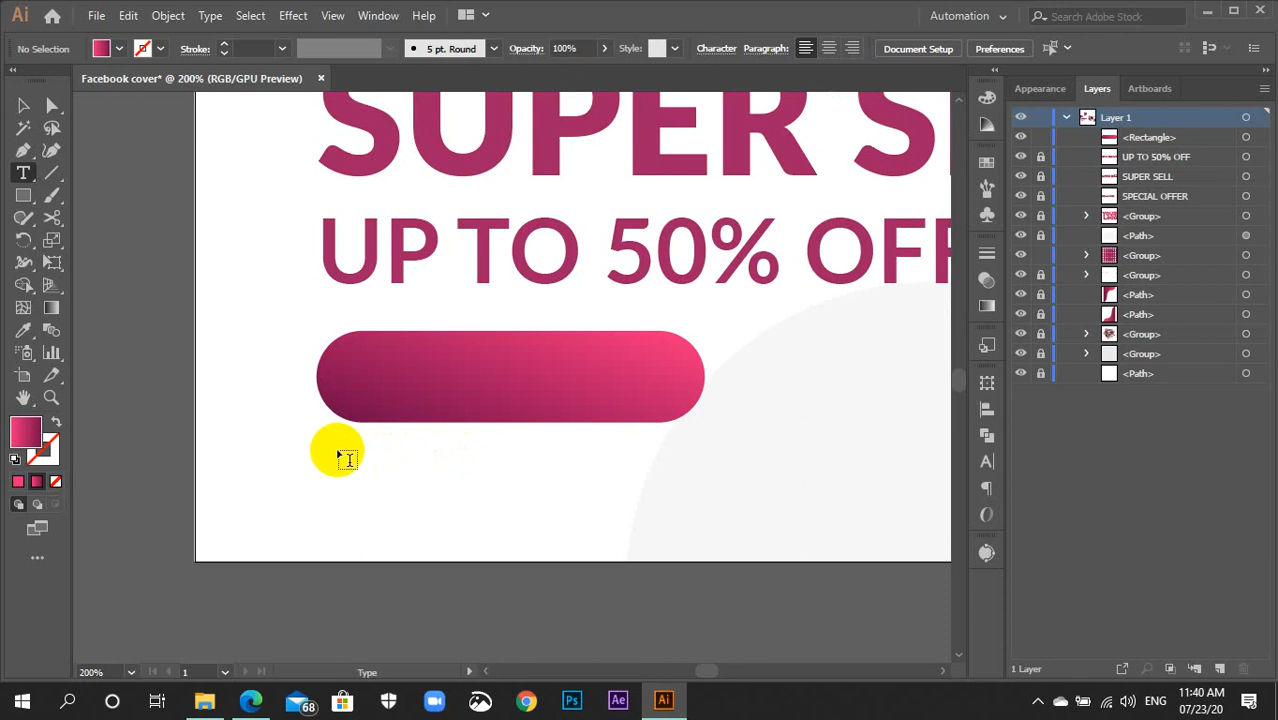 Ai File Edit Object Type Select Effect View Window Help Automation Search Adobe Stock
No Selection Stroke: 5 pt. Round Opacity: 100% Style: Character Paragraph: Document Setup Preferences
Facebook cover* @ 200% (RGB/GPU Preview)
Appearance Layers Artboards
Layer 1
<Rectangle>
UP TO 50% OFF
SUPER SELL
SPECIAL OFFER
<Group>
<Path>
<Group>
<Group>
<Path>
<Path>
<Group>
<Group>
<Path>
SUPER S
UP TO 50% OFF
200% 1 Type
1 Layer
68 Ps Ae Ai ENG
11:40 AM
07/23/20